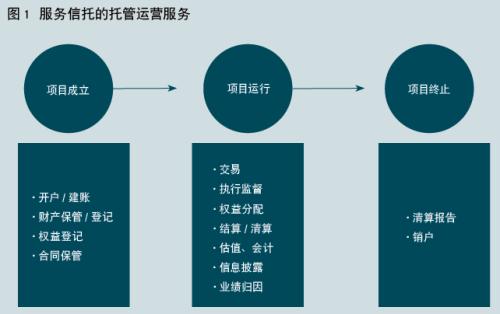 图 1 服务信托的托管运营服务
项目成立
项目运行
项目终止
· 开户 / 建账
· 财产保管 / 登记
· 权益登记
· 合同保管
· 交易
· 执行监督
· 权益分配
· 结算 / 清算
· 估值、会计
· 信息披露
· 业绩归因
· 清算报告
· 销户